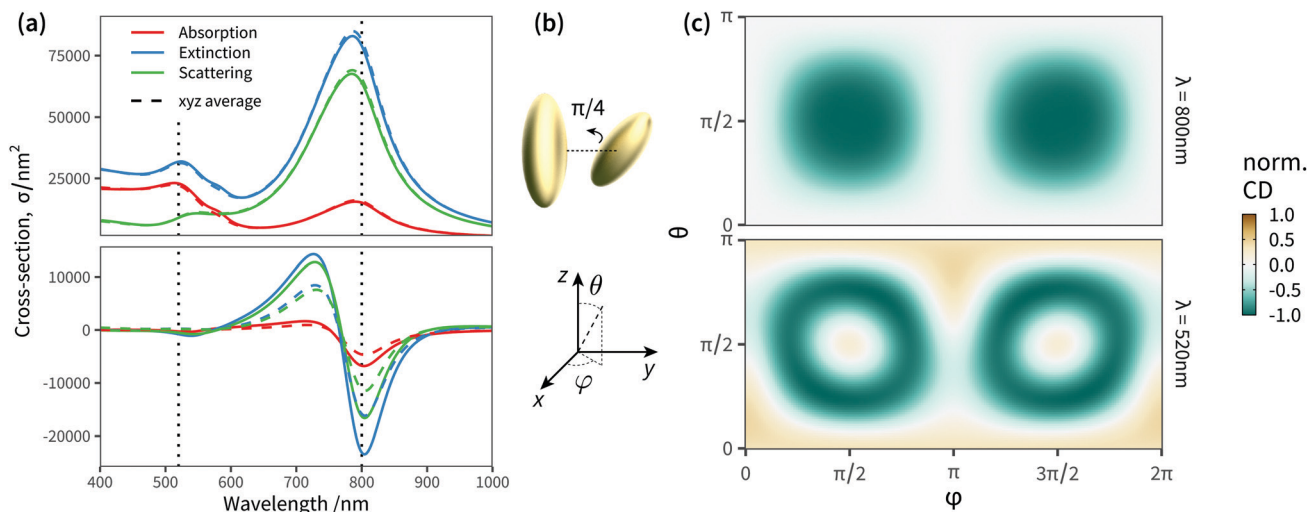 (a)
Absorption
Extinction
Scattering
xyz average
75000
50000
25000
10000
0
-10000
-20000
Cross-section, σ/nm²
400 500 600 700 800 900 1000
Wavelength /nm
(b)
π/4
z
θ
y
x
φ
(c)
π
π/2
0
λ = 800nm
θ
π
π/2
0
λ = 520nm
0 π/2 π 3π/2 2π
φ
norm.
CD
1.0
0.5
0.0
-0.5
-1.0